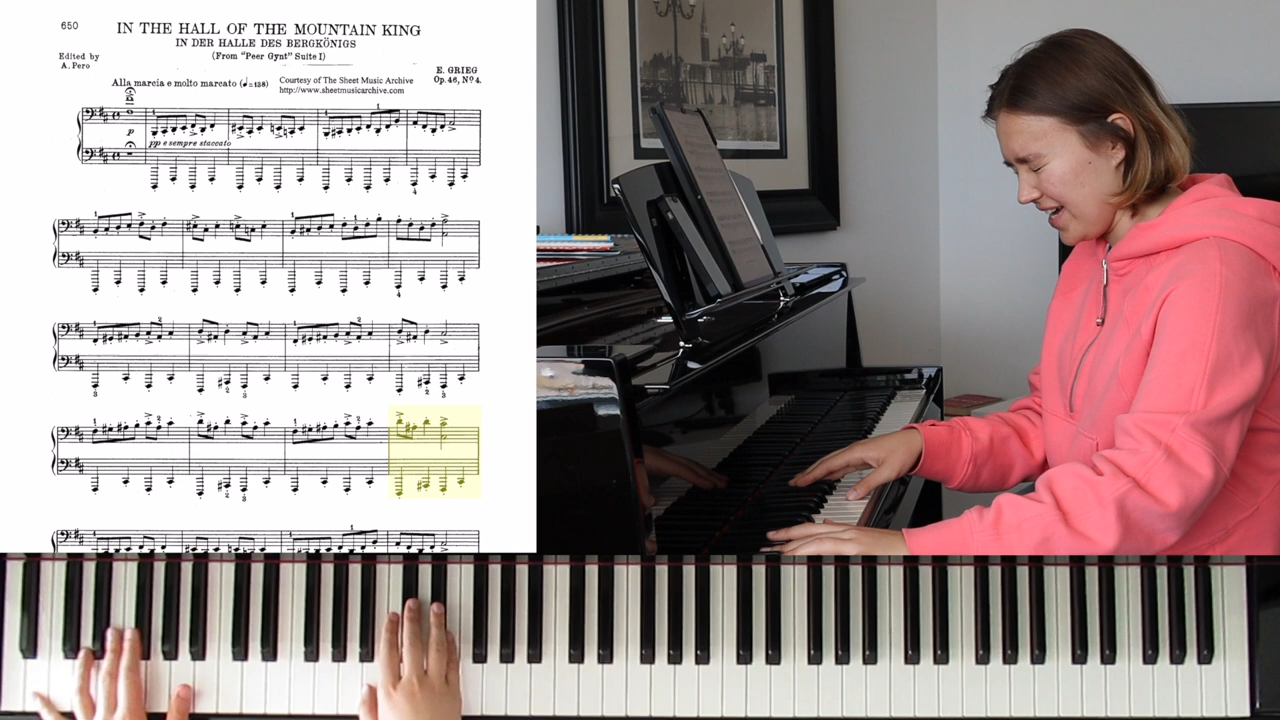 650
IN THE HALL OF THE MOUNTAIN KING
IN DER HALLE DES BERGKÖNIGS
(From "Peer Gynt" Suite I)
Edited by
A. Pero
E. GRIEG
Op. 46, Nº 4.
Alla marcia e molto marcato (♩=138)
Courtesy of The Sheet Music Archive
http://www.sheetmusicarchive.com
p
pp e sempre staccato